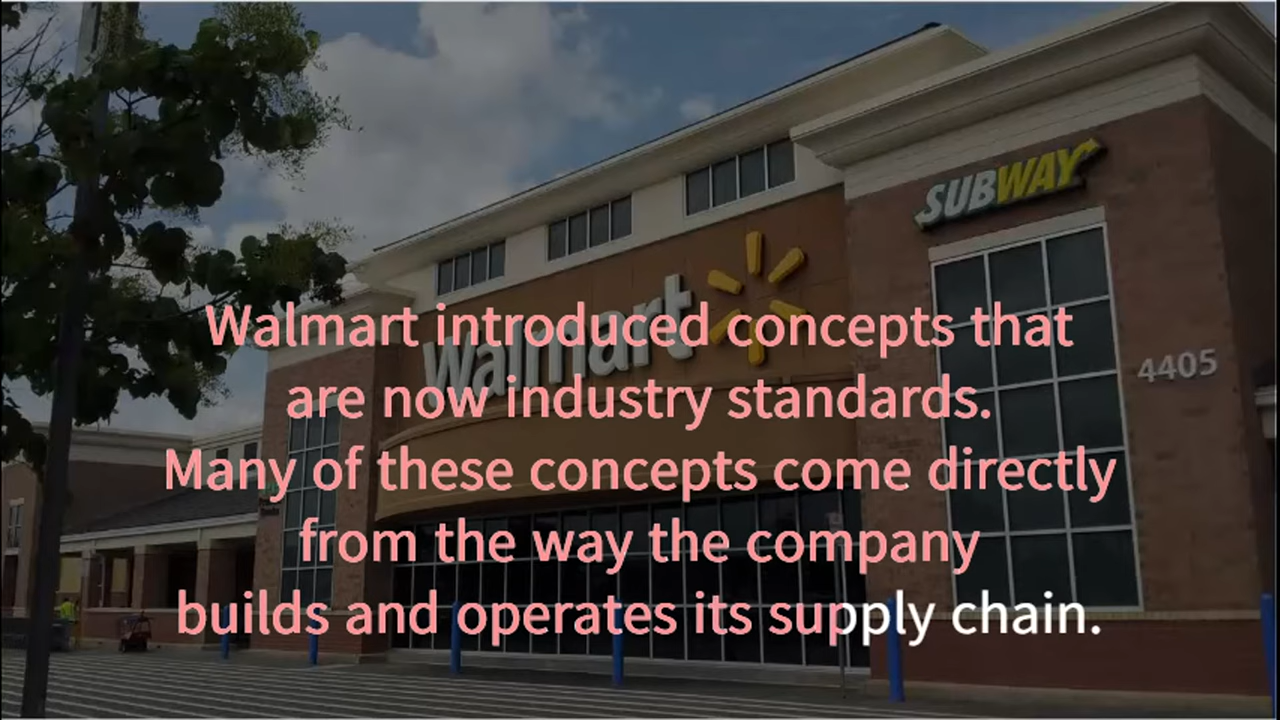 SUBWAY
Walmart
4405
Walmart introduced concepts that
are now industry standards.
Many of these concepts come directly
from the way the company
builds and operates its supply chain.